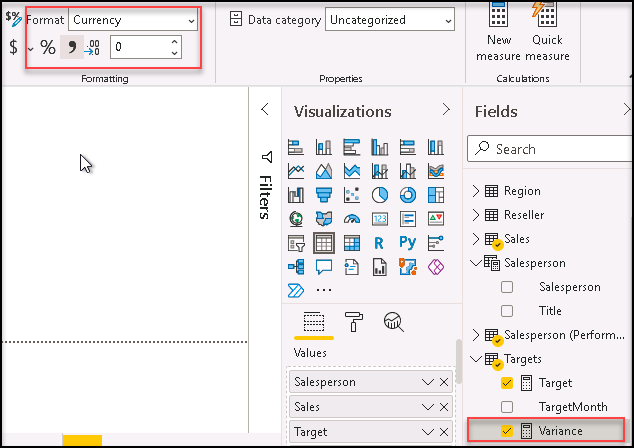 Format Currency
$ % , .00 0
Formatting
Data category Uncategorized
Properties
New measure
Quick measure
Calculations
Filters
Visualizations
123
R Py
...
Values
Salesperson
Sales
Target
Fields
Search
Region
Reseller
Sales
Salesperson
Salesperson
Title
Salesperson (Perform...
Targets
Target
TargetMonth
Variance